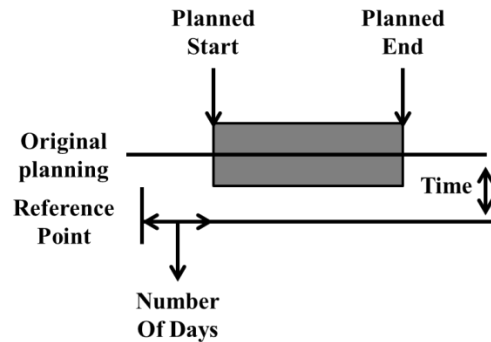 Planned
Start
Planned
End
Original
planning
Time
Reference
Point
Number
Of Days